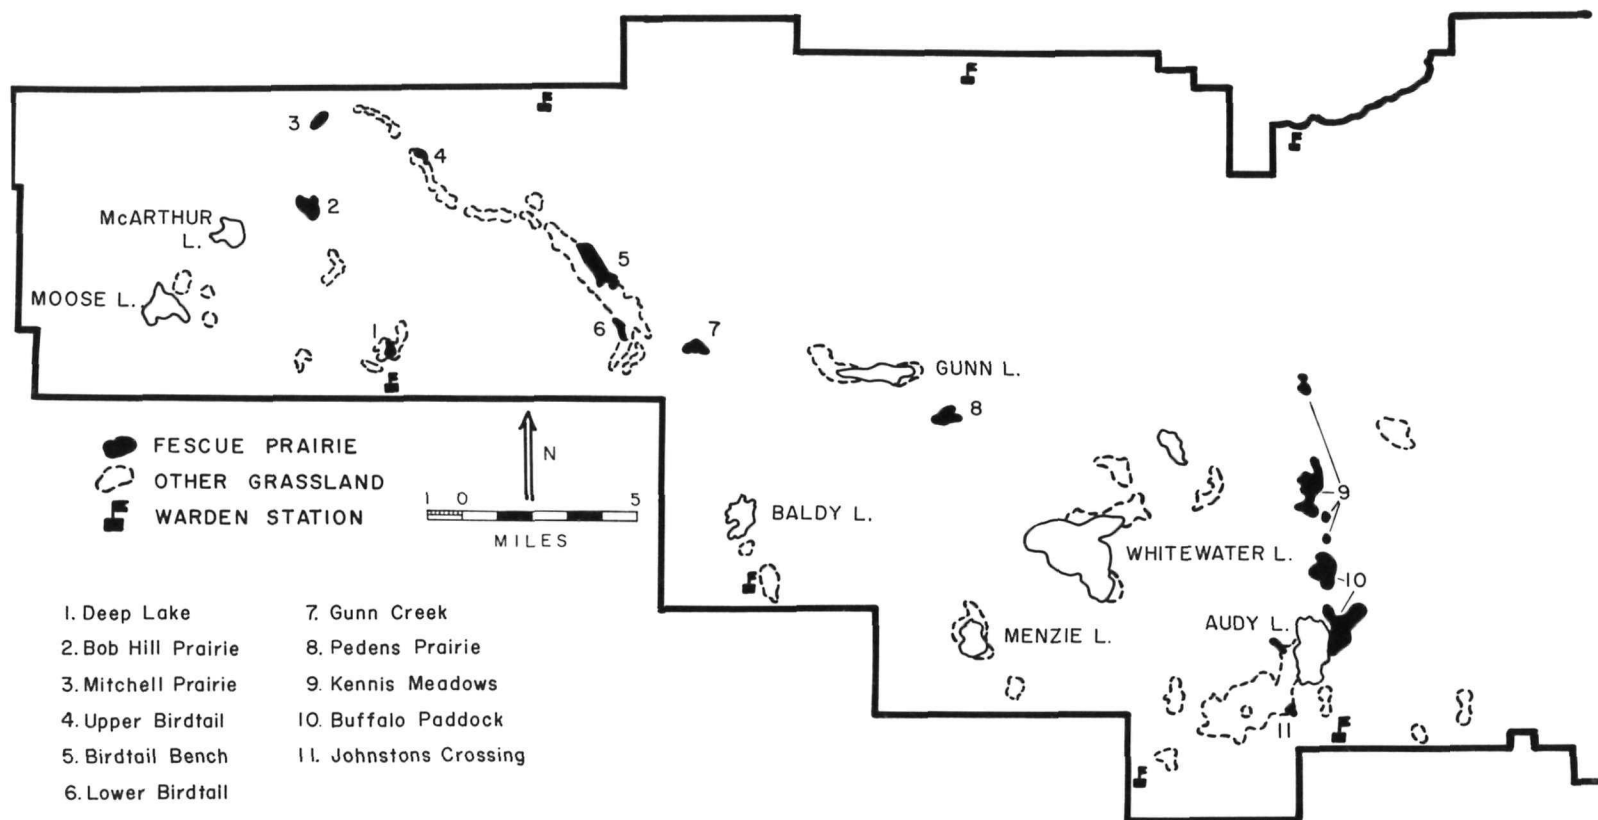 3
4
McARTHUR
L.
2
5
MOOSE L.
1
6
7
GUNN L.
8
FESCUE PRAIRIE
OTHER GRASSLAND
WARDEN STATION
N
1 0 5
MILES
BALDY L.
9
WHITEWATER L.
10
MENZIE L.
AUDY L.
11
1. Deep Lake
2. Bob Hill Prairie
3. Mitchell Prairie
4. Upper Birdtail
5. Birdtail Bench
6. Lower Birdtail
7. Gunn Creek
8. Pedens Prairie
9. Kennis Meadows
10. Buffalo Paddock
11. Johnstons Crossing